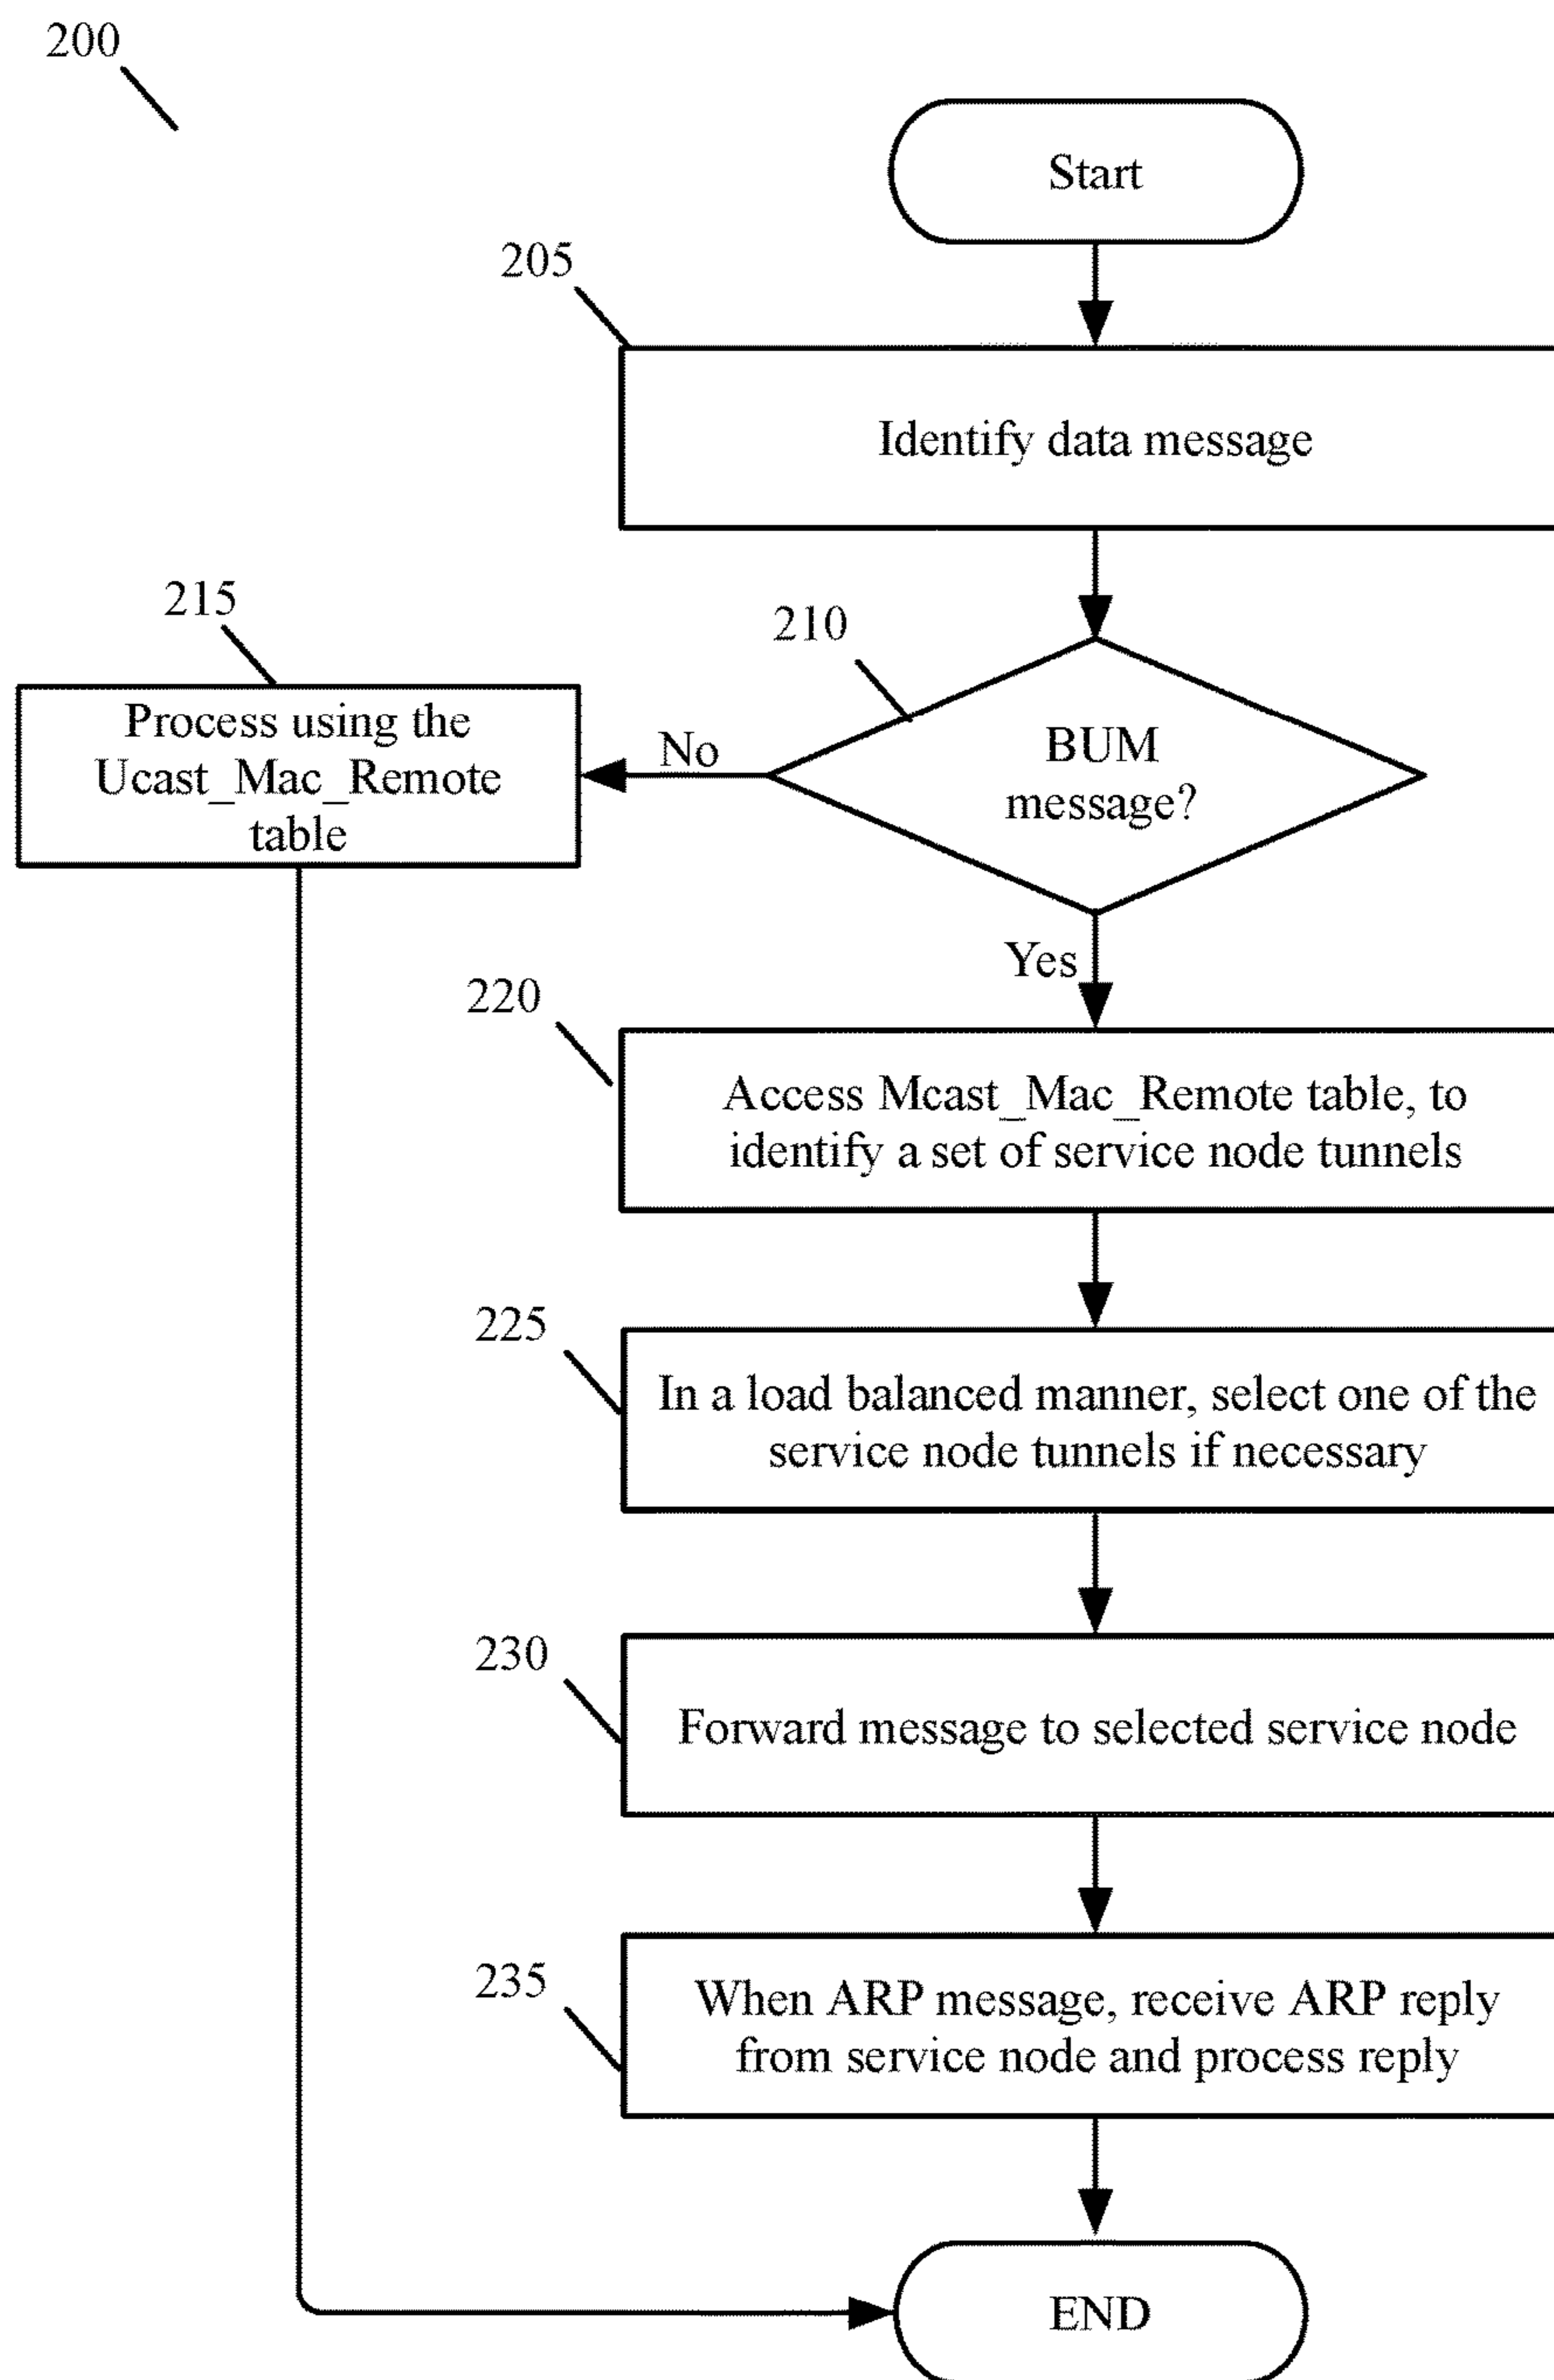 200
Start
205
Identify data message
210
BUM
message?
No
215
Process using the
Ucast_Mac_Remote
table
Yes
220
Access Mcast_Mac_Remote table, to
identify a set of service node tunnels
225
In a load balanced manner, select one of the
service node tunnels if necessary
230
Forward message to selected service node
235
When ARP message, receive ARP reply
from service node and process reply
END